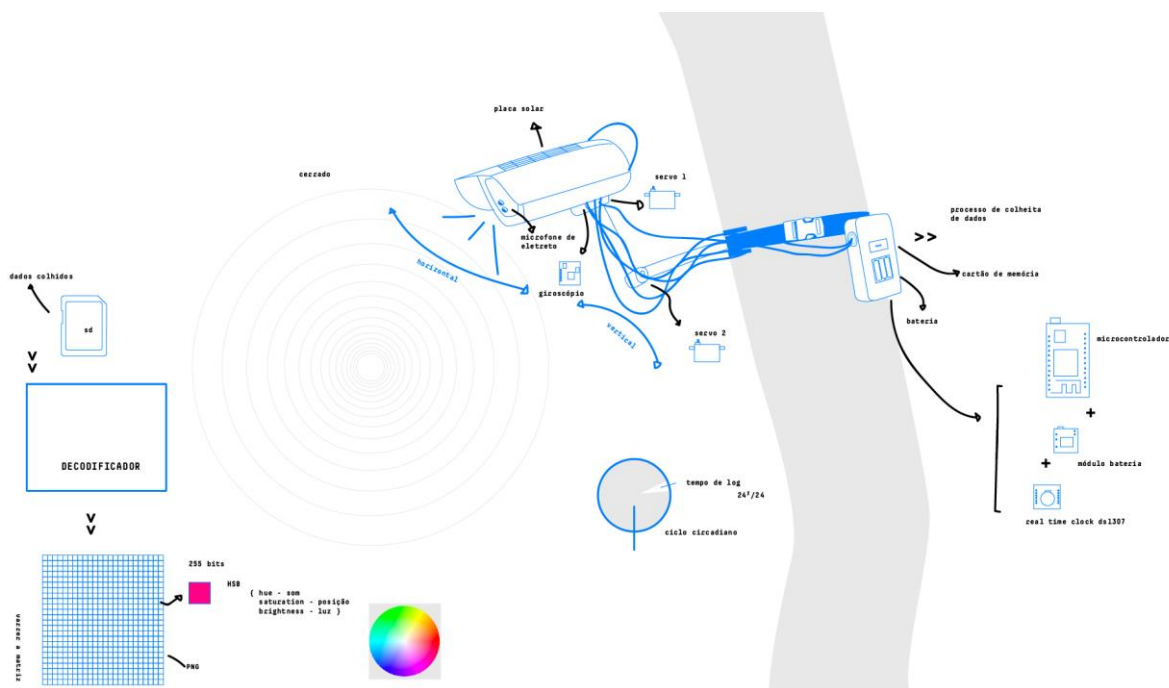 placa solar
cerrado
servo 1
microfone de
eletreto
horizontal
giroscópio
vertical
servo 2
processo de colheita
de dados
>>
cartão de memória
bateria
microcontrolador
+
módulo bateria
+
real time clock ds1307
dados colhidos
sd
>>
DECODIFICADOR
>>
tempo de log
24²/24
ciclo circadiano
255 bits
HSB
{ hue - som
saturation - posição
brightness - luz }
varrer a matriz
PNG